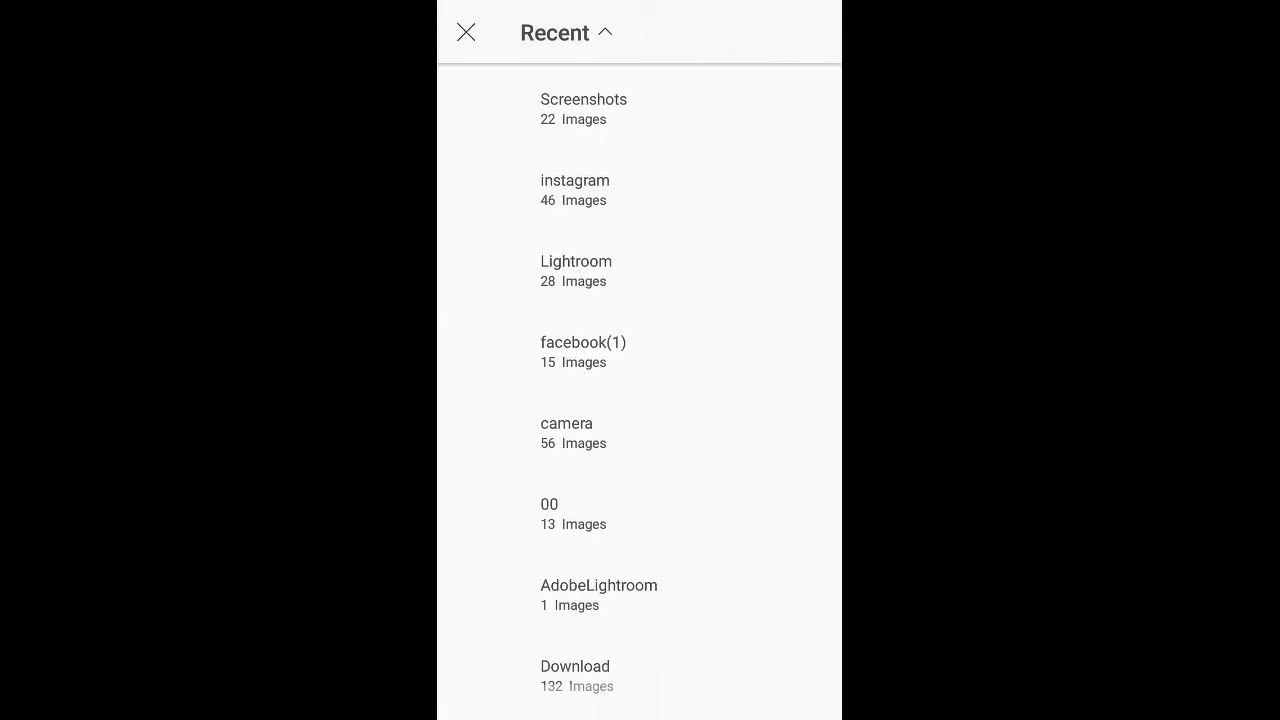 Recent
Screenshots
22 Images
instagram
46 Images
Lightroom
28 Images
facebook(1)
15 Images
camera
56 Images
00
13 Images
AdobeLightroom
1 Images
Download
132 Images